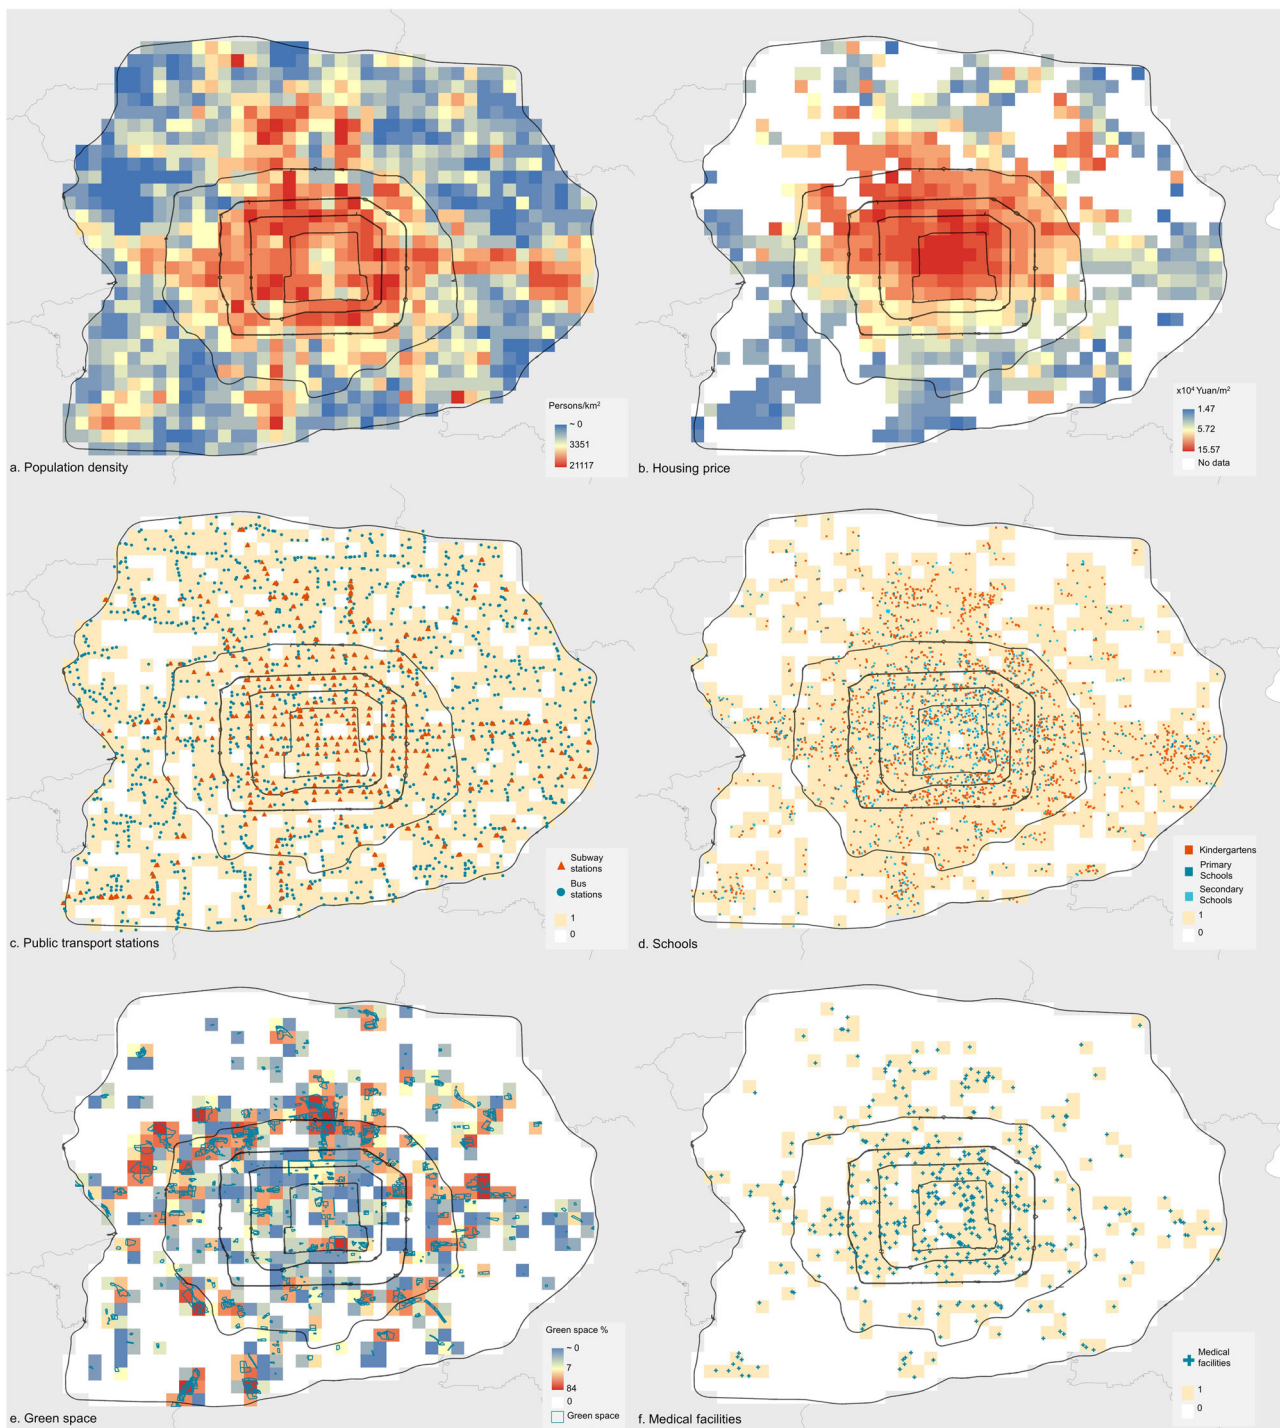 Persons/km²
~ 0
3351
21117
a. Population density
x10⁴ Yuan/m²
1.47
5.72
15.57
No data
b. Housing price
Subway
stations
Bus
stations
1
0
c. Public transport stations
Kindergartens
Primary
Schools
Secondary
Schools
1
0
d. Schools
Green space %
~ 0
7
84
0
Green space
e. Green space
Medical
facilities
1
0
f. Medical facilities